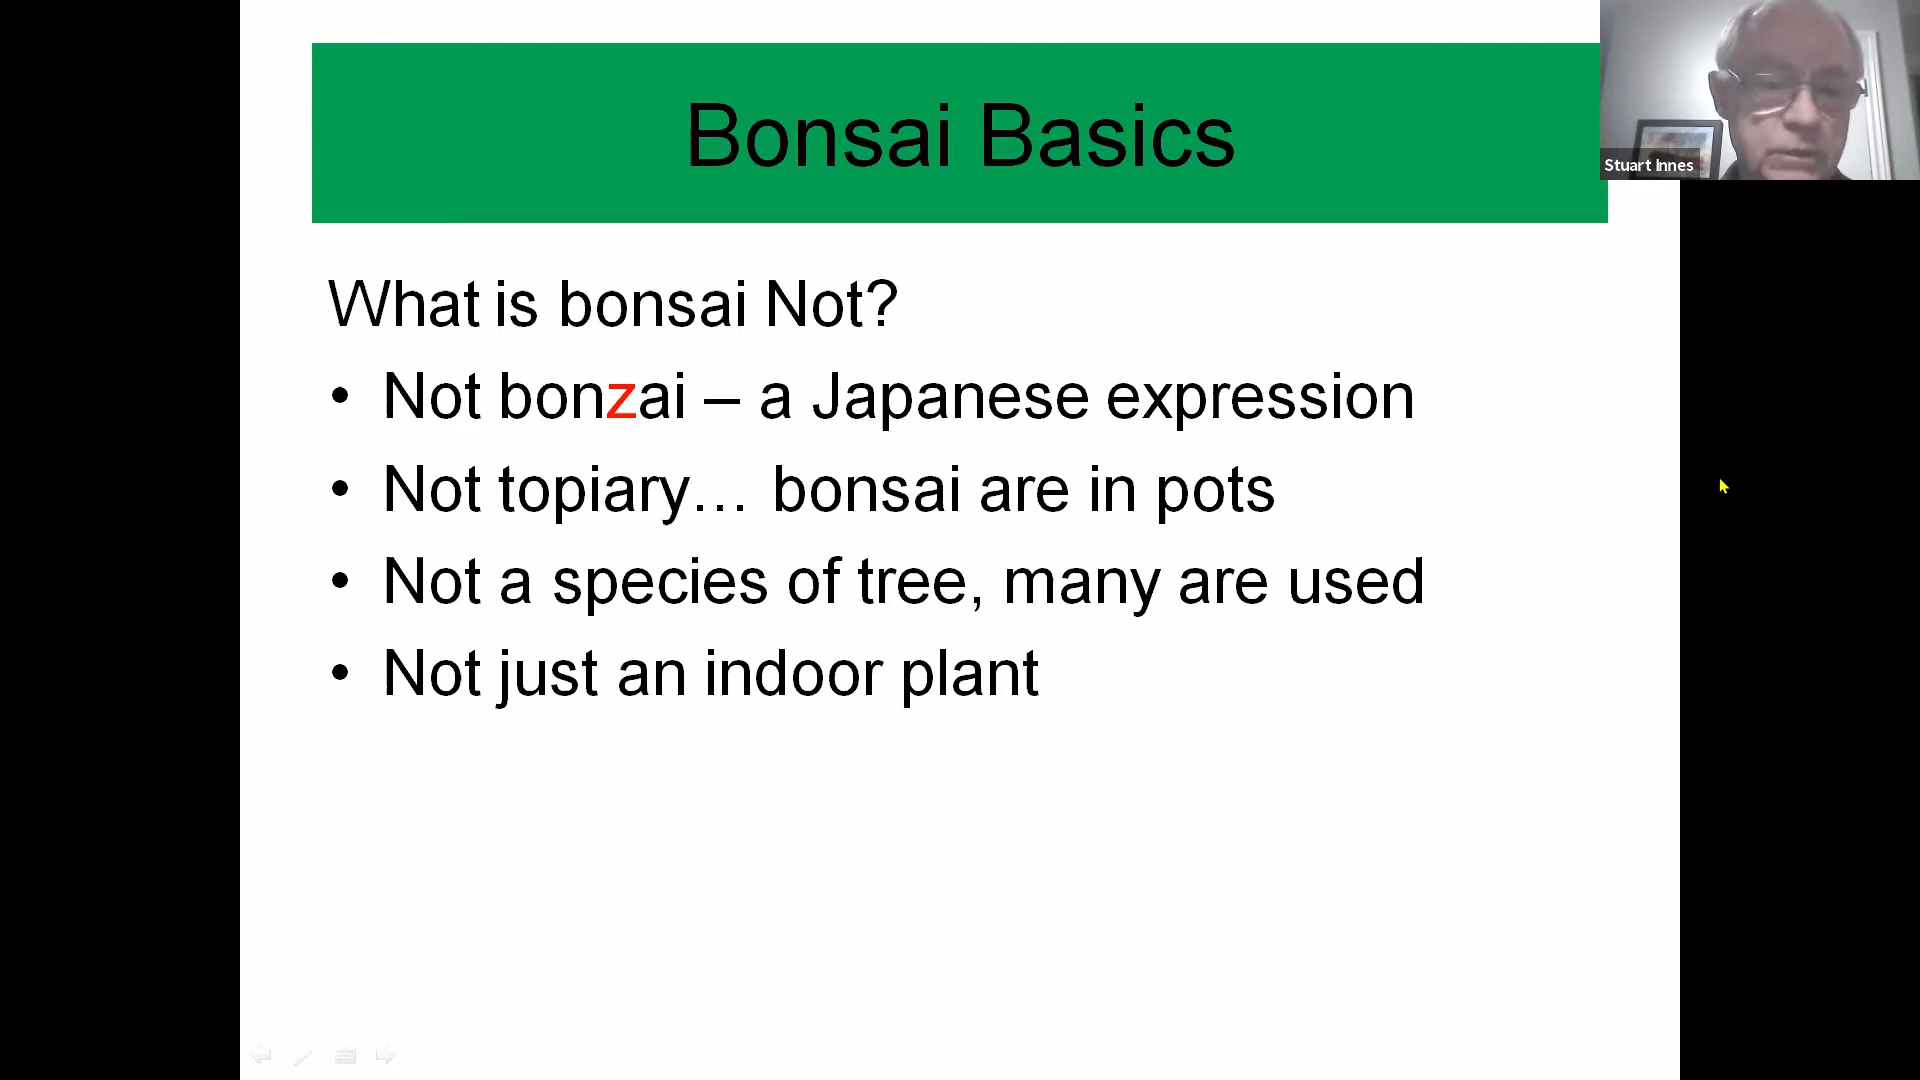 Bonsai Basics
Stuart Innes
What is bonsai Not?
• Not bonzai – a Japanese expression
• Not topiary... bonsai are in pots
• Not a species of tree, many are used
• Not just an indoor plant